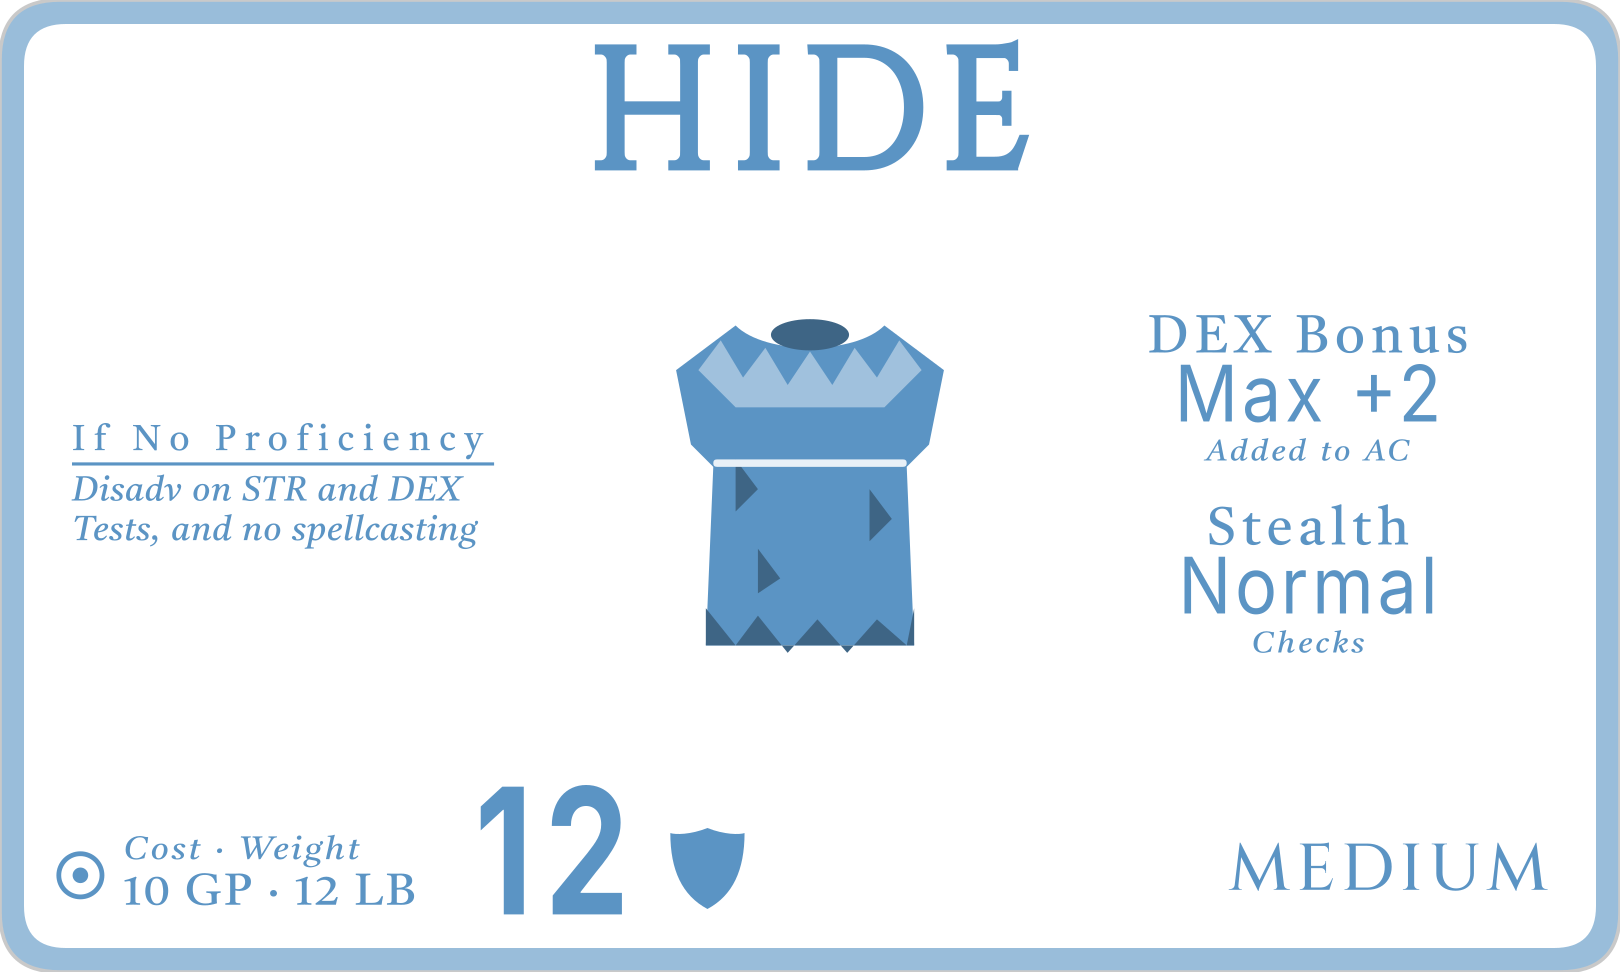 HIDE
If No Proficiency
Disadv on STR and DEX
Tests, and no spellcasting
DEX Bonus
Max +2
Added to AC
Stealth
Normal
Checks
Cost · Weight
10 GP · 12 LB
12
MEDIUM